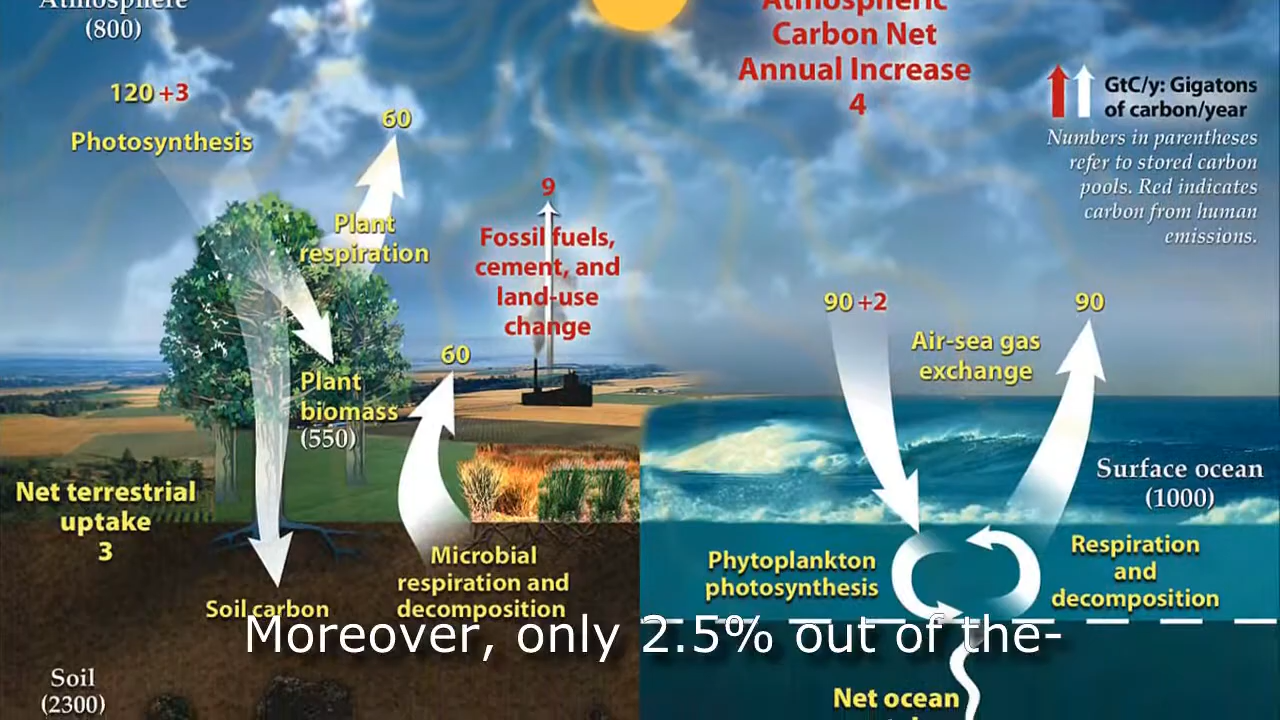 Atmosphere
(800)
120 +3
Photosynthesis
60
Plant
respiration
9
Fossil fuels,
cement, and
land-use
change
Atmospheric
Carbon Net
Annual Increase
4
GtC/y: Gigatons
of carbon/year
Numbers in parentheses
refer to stored carbon
pools. Red indicates
carbon from human
emissions.
90 +2
90
Air-sea gas
exchange
60
Plant
biomass
(550)
Surface ocean
(1000)
Net terrestrial
uptake
3
Microbial
respiration and
decomposition
Soil carbon
Phytoplankton
photosynthesis
Respiration
and
decomposition
Moreover, only 2.5% out of the-
Soil
(2300)
Net ocean